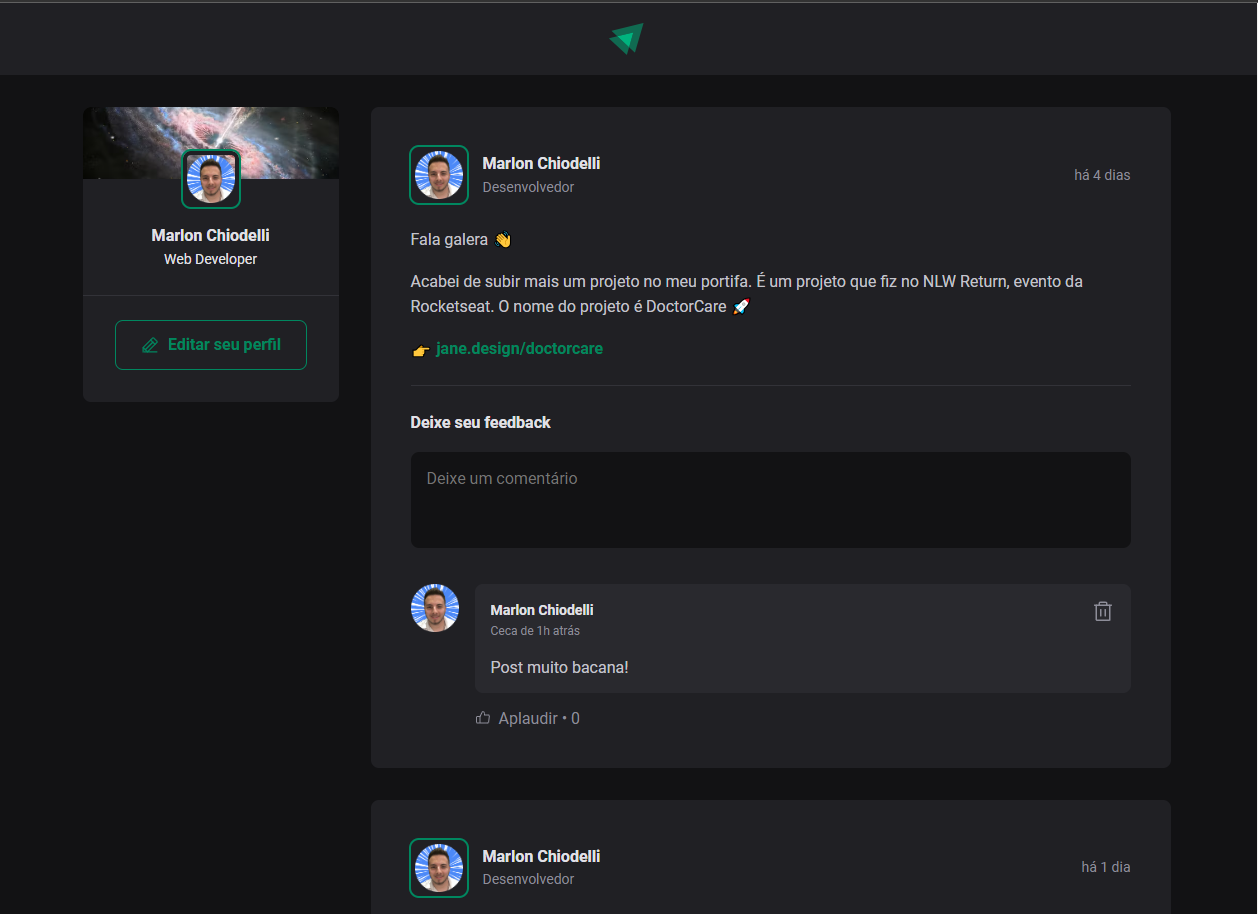 Marlon Chiodelli
Web Developer
Editar seu perfil
Marlon Chiodelli
Desenvolvedor
há 4 dias
Fala galera 👋
Acabei de subir mais um projeto no meu portifa. É um projeto que fiz no NLW Return, evento da
Rocketseat. O nome do projeto é DoctorCare 🚀
👉 jane.design/doctorcare
Deixe seu feedback
Deixe um comentário
Marlon Chiodelli
Ceca de 1h atrás
Post muito bacana!
Aplaudir • 0
Marlon Chiodelli
Desenvolvedor
há 1 dia